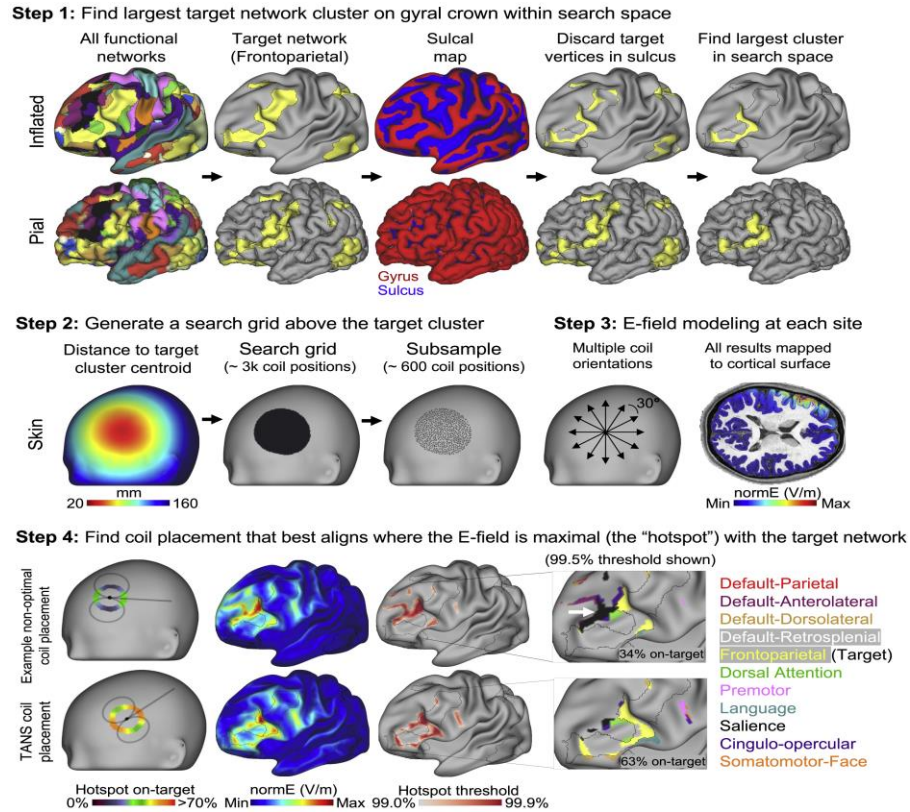 Step 1: Find largest target network cluster on gyral crown within search space
All functional networks
Target network (Frontoparietal)
Sulcal map
Discard target vertices in sulcus
Find largest cluster in search space
Inflated
Pial
Gyrus
Sulcus
Step 2: Generate a search grid above the target cluster
Step 3: E-field modeling at each site
Distance to target cluster centroid
Search grid
(~ 3k coil positions)
Subsample
(~ 600 coil positions)
Multiple coil orientations
All results mapped to cortical surface
Skin
30°
mm
20 160
normE (V/m)
Min Max
Step 4: Find coil placement that best aligns where the E-field is maximal (the “hotspot”) with the target network
(99.5% threshold shown)
Example non-optimal coil placement
34% on-target
TANS coil placement
63% on-target
Default-Parietal
Default-Anterolateral
Default-Dorsolateral
Default-Retrosplenial
Frontoparietal (Target)
Dorsal Attention
Premotor
Language
Salience
Cingulo-opercular
Somatomotor-Face
Hotspot on-target
0% >70%
normE (V/m)
Min Max
Hotspot threshold
99.0% 99.9%